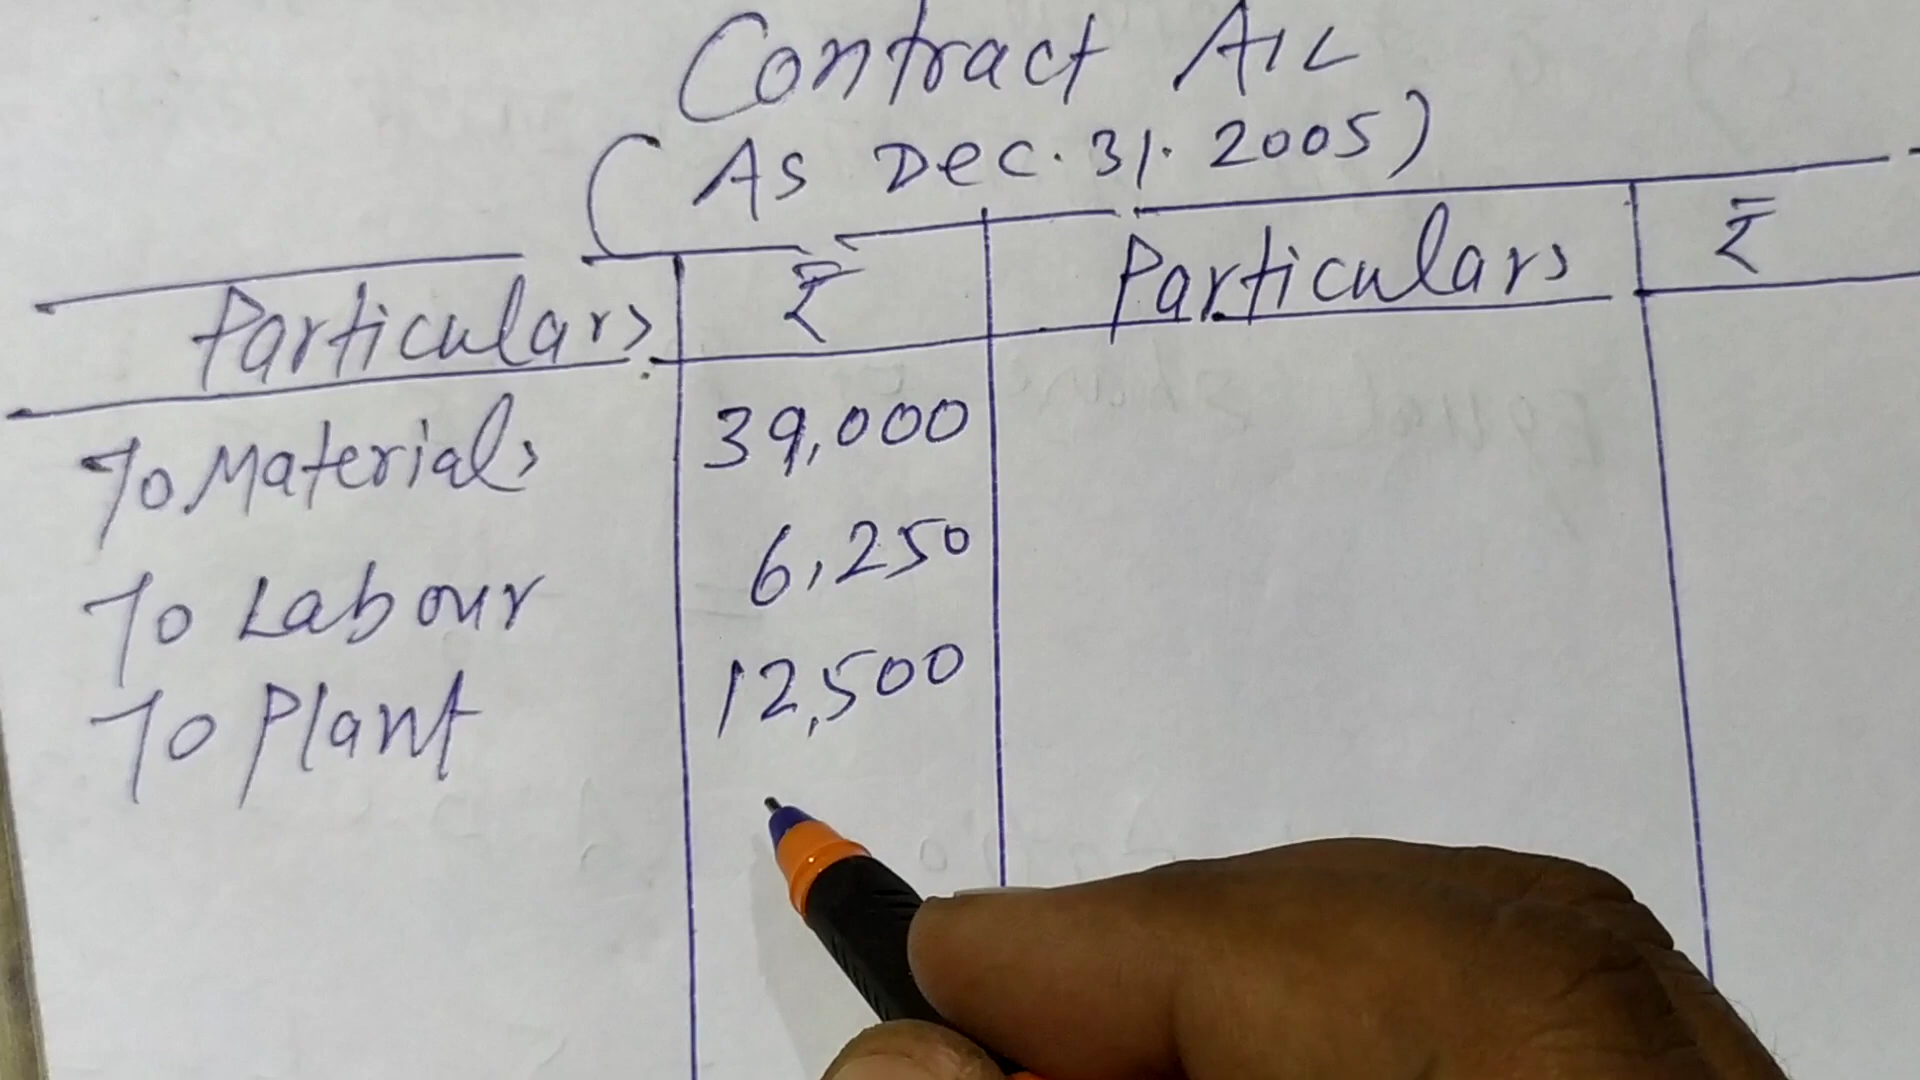 Contract A/C
(As Dec. 31. 2005)
Particulars ₹ Particulars ₹
To Materials 39,000
To Labour 6,250
To Plant 12,500